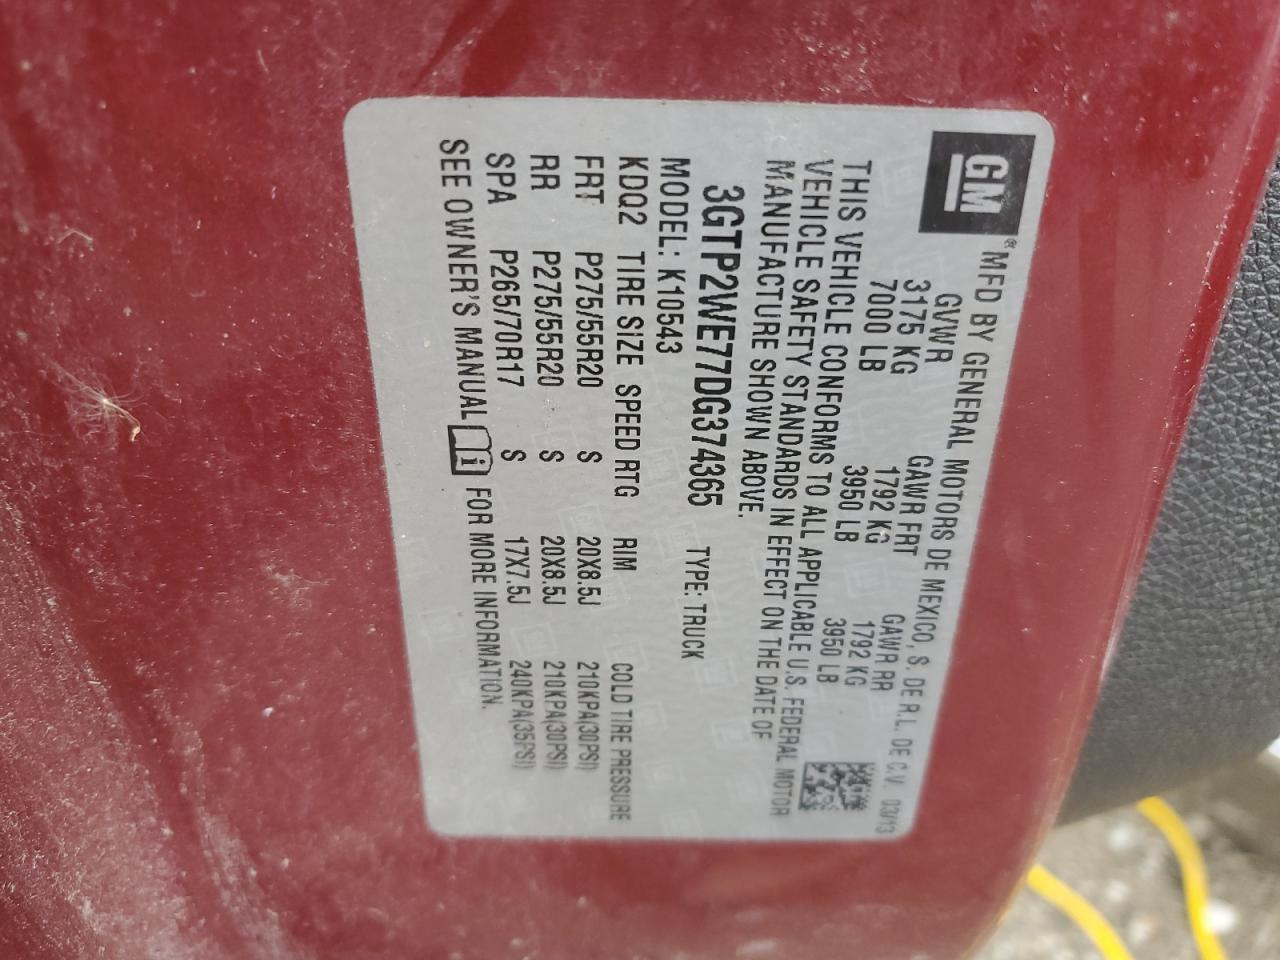 GM ® MFD BY GENERAL MOTORS DE MEXICO, S. DE R.L. DE C.V. 03/13
GVWR GAWR FRT GAWR RR
3175 KG 1792 KG 1792 KG
7000 LB 3950 LB 3950 LB
THIS VEHICLE CONFORMS TO ALL APPLICABLE U.S. FEDERAL MOTOR
VEHICLE SAFETY STANDARDS IN EFFECT ON THE DATE OF
MANUFACTURE SHOWN ABOVE.
3GTP2WE77DG374365 TYPE: TRUCK
MODEL: K10543
KDQ2 TIRE SIZE SPEED RTG RIM COLD TIRE PRESSURE
FRT P275/55R20 S 20X8.5J 210KPA(30PSI)
RR P275/55R20 S 20X8.5J 210KPA(30PSI)
SPA P265/70R17 S 17X7.5J 240KPA(35PSI)
SEE OWNER'S MANUAL i FOR MORE INFORMATION.